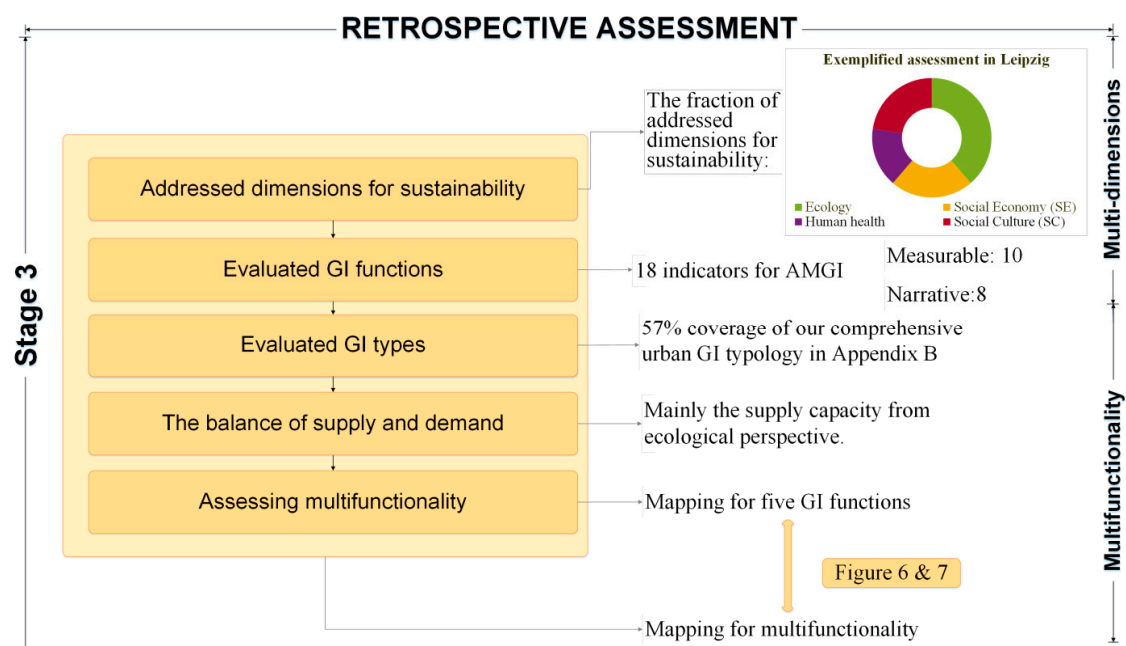 RETROSPECTIVE ASSESSMENT
Stage 3
Addressed dimensions for sustainability
Evaluated GI functions
Evaluated GI types
The balance of supply and demand
Assessing multifunctionality
The fraction of
addressed
dimensions for
sustainability:
Exemplified assessment in Leipzig
Ecology
Social Economy (SE)
Human health
Social Culture (SC)
18 indicators for AMGI
Measurable: 10
Narrative:8
57% coverage of our comprehensive
urban GI typology in Appendix B
Mainly the supply capacity from
ecological perspective.
Mapping for five GI functions
Figure 6 & 7
Mapping for multifunctionality
Multi-dimensions
Multifunctionality